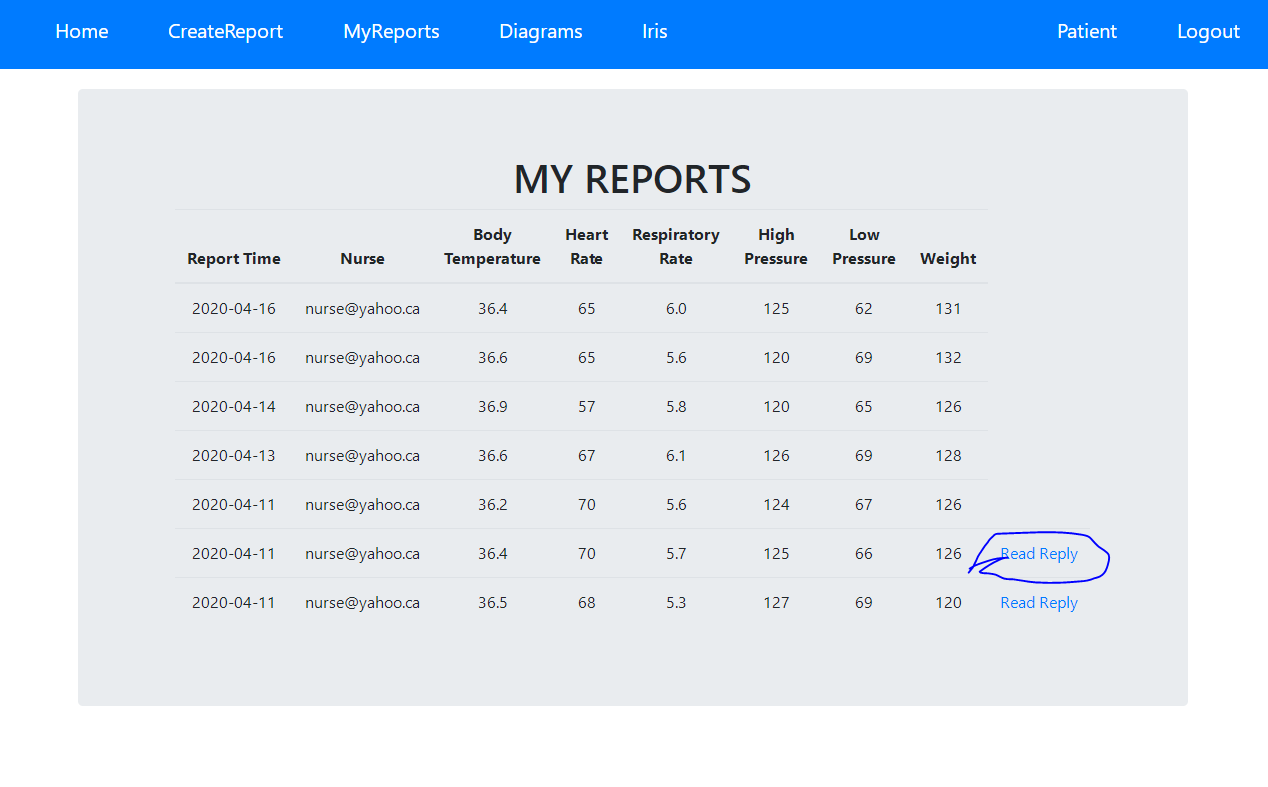 Home CreateReport MyReports Diagrams Iris Patient Logout
MY REPORTS
Report Time Nurse Body Temperature Heart Rate Respiratory Rate High Pressure Low Pressure Weight
2020-04-16 nurse@yahoo.ca 36.4 65 6.0 125 62 131
2020-04-16 nurse@yahoo.ca 36.6 65 5.6 120 69 132
2020-04-14 nurse@yahoo.ca 36.9 57 5.8 120 65 126
2020-04-13 nurse@yahoo.ca 36.6 67 6.1 126 69 128
2020-04-11 nurse@yahoo.ca 36.2 70 5.6 124 67 126
2020-04-11 nurse@yahoo.ca 36.4 70 5.7 125 66 126 Read Reply
2020-04-11 nurse@yahoo.ca 36.5 68 5.3 127 69 120 Read Reply